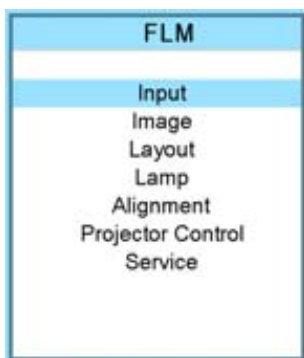 FLM
Input
Image
Layout
Lamp
Alignment
Projector Control
Service